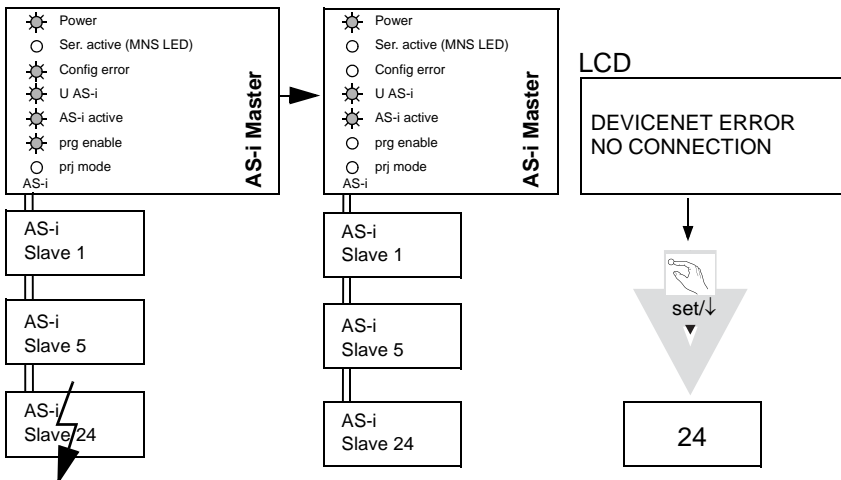 Power
Ser. active (MNS LED)
Config error
U AS-i
AS-i active
prg enable
prj mode
AS-i
AS-i Master
AS-i
Slave 1
AS-i
Slave 5
AS-i
Slave 24
Power
Ser. active (MNS LED)
Config error
U AS-i
AS-i active
prg enable
prj mode
AS-i
AS-i Master
AS-i
Slave 1
AS-i
Slave 5
AS-i
Slave 24
LCD
DEVICENET ERROR
NO CONNECTION
set/↓
24